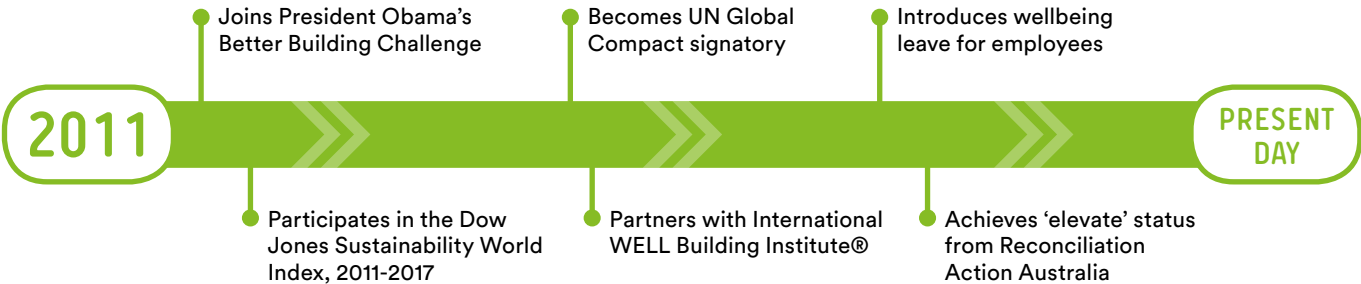 Joins President Obama's
Better Building Challenge
Becomes UN Global
Compact signatory
Introduces wellbeing
leave for employees
2011
PRESENT
DAY
Participates in the Dow
Jones Sustainability World
Index, 2011-2017
Partners with International
WELL Building Institute®
Achieves ‘elevate’ status
from Reconciliation
Action Australia